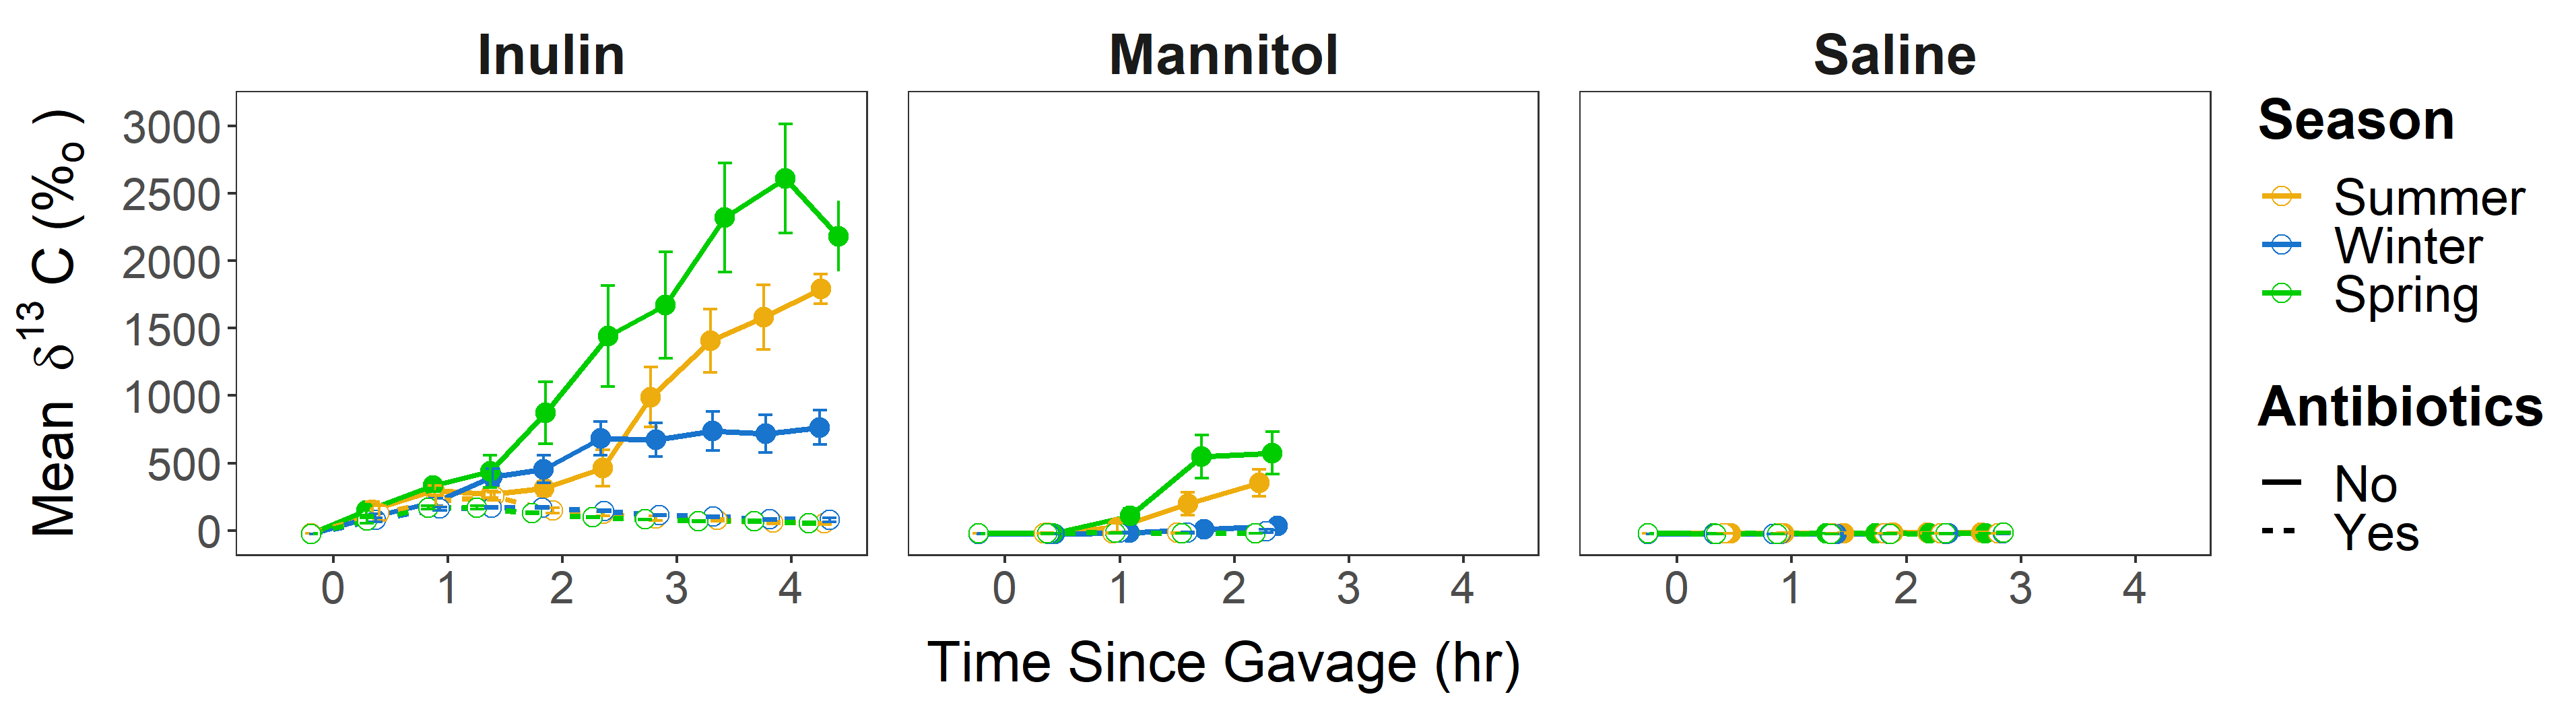 Inulin Mannitol Saline
Mean δ¹³ C (‰)
3000
2500
2000
1500
1000
500
0
0 1 2 3 4
0 1 2 3 4
0 1 2 3 4
Time Since Gavage (hr)
Season
Summer
Winter
Spring
Antibiotics
No
Yes